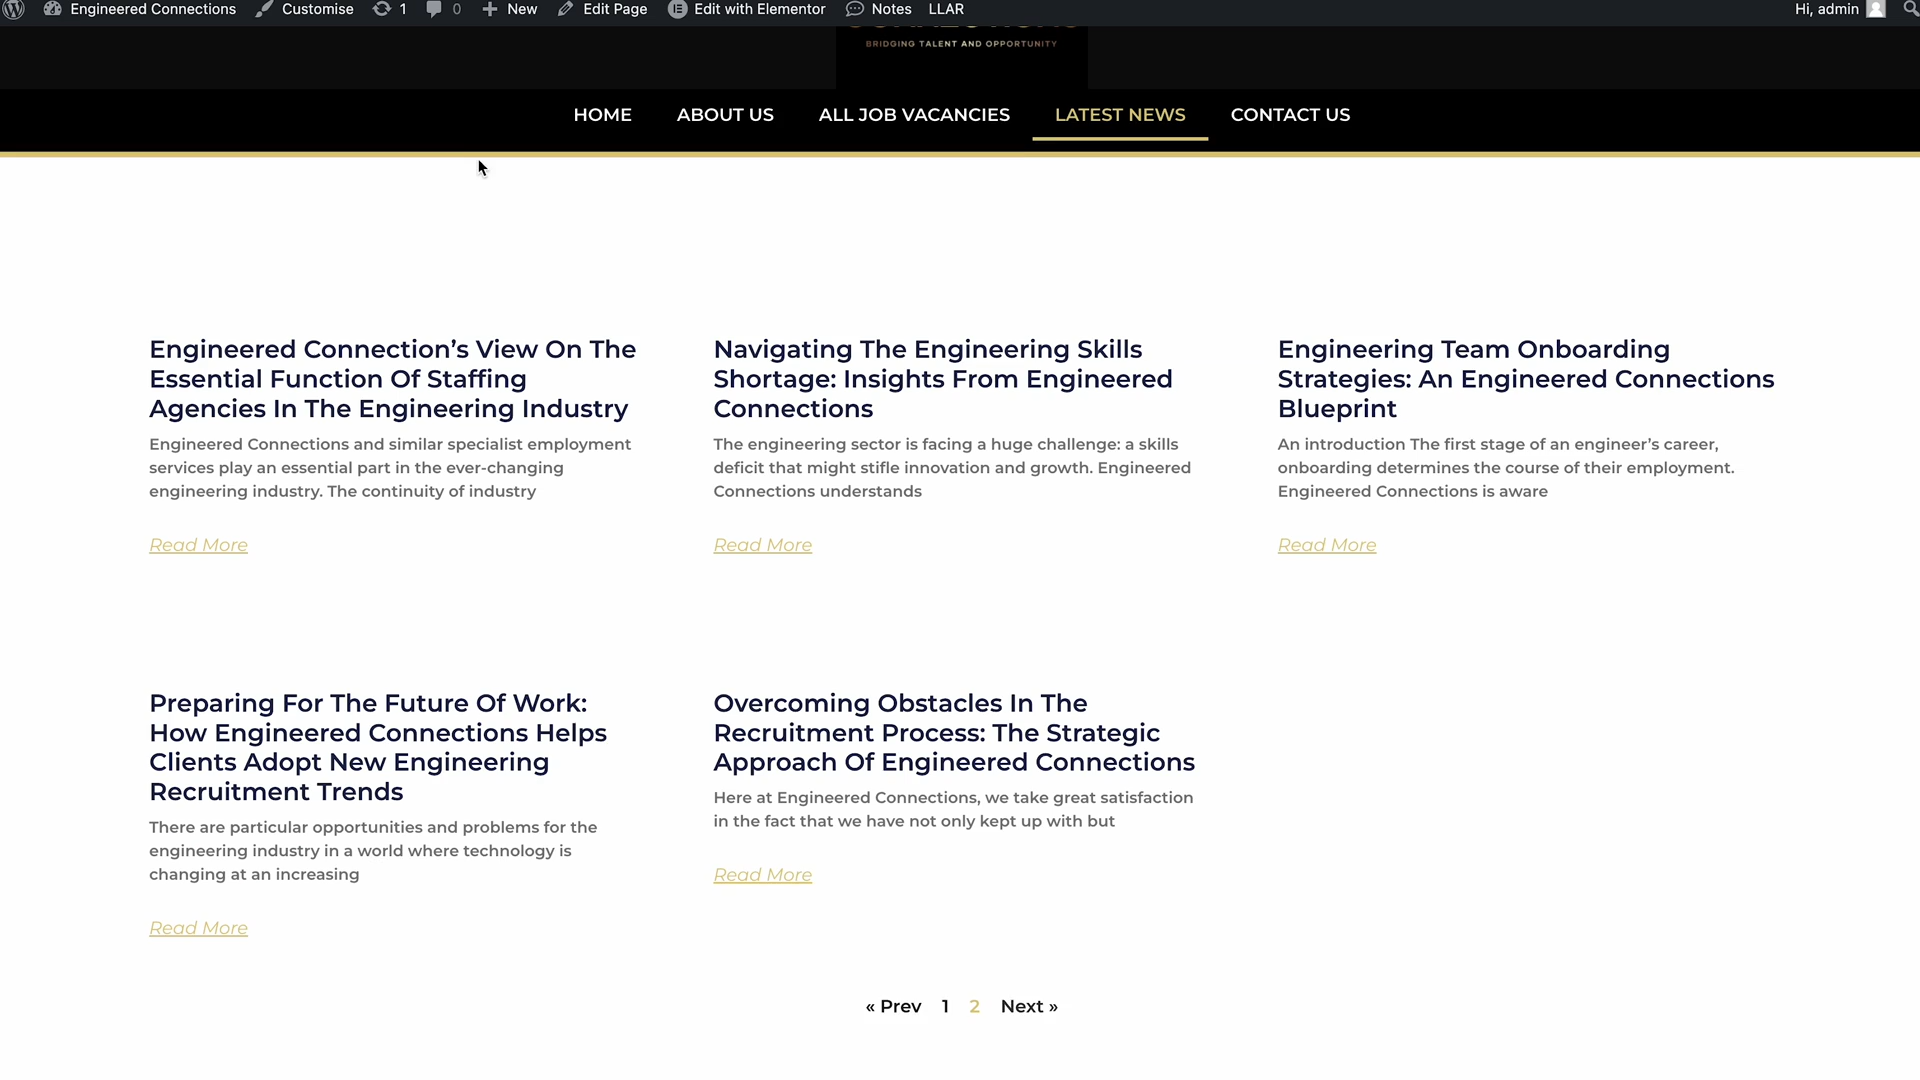 Engineered Connections Customise 1 0 New Edit Page Edit with Elementor Notes LLAR Hi, admin
BRIDGING TALENT AND OPPORTUNITY
HOME ABOUT US ALL JOB VACANCIES LATEST NEWS CONTACT US
Engineered Connection’s View On The
Essential Function Of Staffing
Agencies In The Engineering Industry
Engineered Connections and similar specialist employment
services play an essential part in the ever-changing
engineering industry. The continuity of industry
Read More
Navigating The Engineering Skills
Shortage: Insights From Engineered
Connections
The engineering sector is facing a huge challenge: a skills
deficit that might stifle innovation and growth. Engineered
Connections understands
Read More
Engineering Team Onboarding
Strategies: An Engineered Connections
Blueprint
An introduction The first stage of an engineer’s career,
onboarding determines the course of their employment.
Engineered Connections is aware
Read More
Preparing For The Future Of Work:
How Engineered Connections Helps
Clients Adopt New Engineering
Recruitment Trends
There are particular opportunities and problems for the
engineering industry in a world where technology is
changing at an increasing
Read More
Overcoming Obstacles In The
Recruitment Process: The Strategic
Approach Of Engineered Connections
Here at Engineered Connections, we take great satisfaction
in the fact that we have not only kept up with but
Read More
« Prev 1 2 Next »